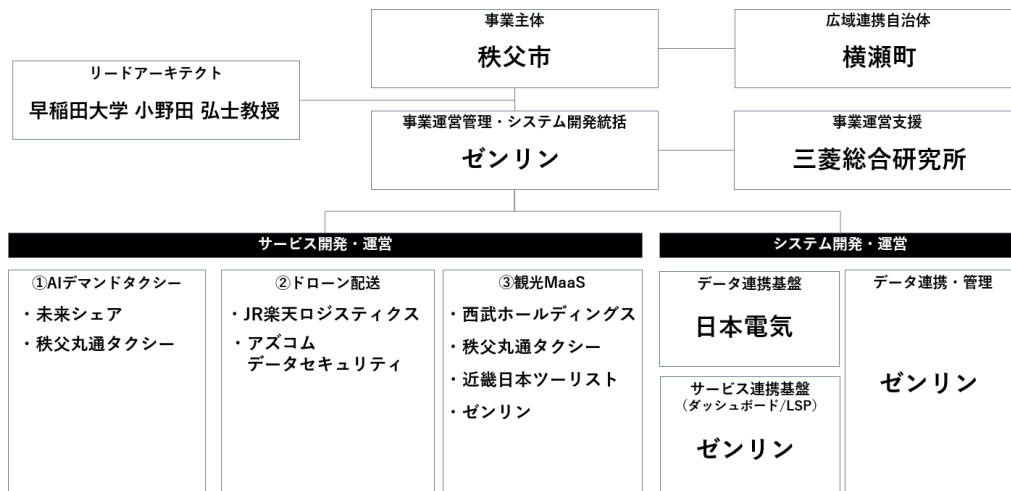 事業主体
秩父市
広域連携自治体
横瀬町
リードアーキテクト
早稲田大学 小野田 弘士教授
事業運営管理・システム開発統括
ゼンリン
事業運営支援
三菱総合研究所
サービス開発・運営
①AIデマンドタクシー
・未来シェア
・秩父丸通タクシー
②ドローン配送
・JR楽天ロジスティクス
・アズコム
データセキュリティ
③観光MaaS
・西武ホールディングス
・秩父丸通タクシー
・近畿日本ツーリスト
・ゼンリン
システム開発・運営
データ連携基盤
日本電気
サービス連携基盤
（ダッシュボード/LSP）
ゼンリン
データ連携・管理
ゼンリン